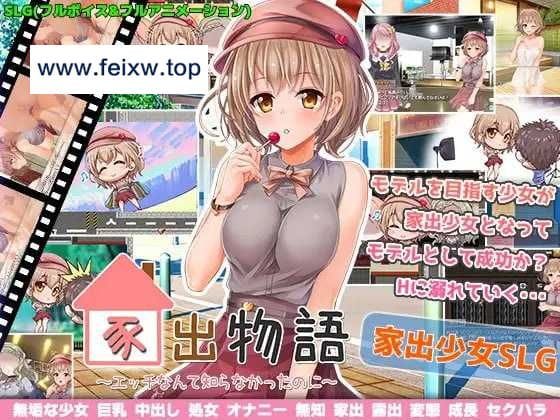 SLG(フルボイス&フルアニメーション)
www.feixw.top
モデルを目指す少女が
家出少女となって
モデルとして成功か？
Hに溺れていく…
家出物語
～エッチなんて知らなかったのに～
家出少女SLG
無垢な少女 巨乳 中出し 処女 オナニー 無知 家出 露出 変態 成長 セクハラ